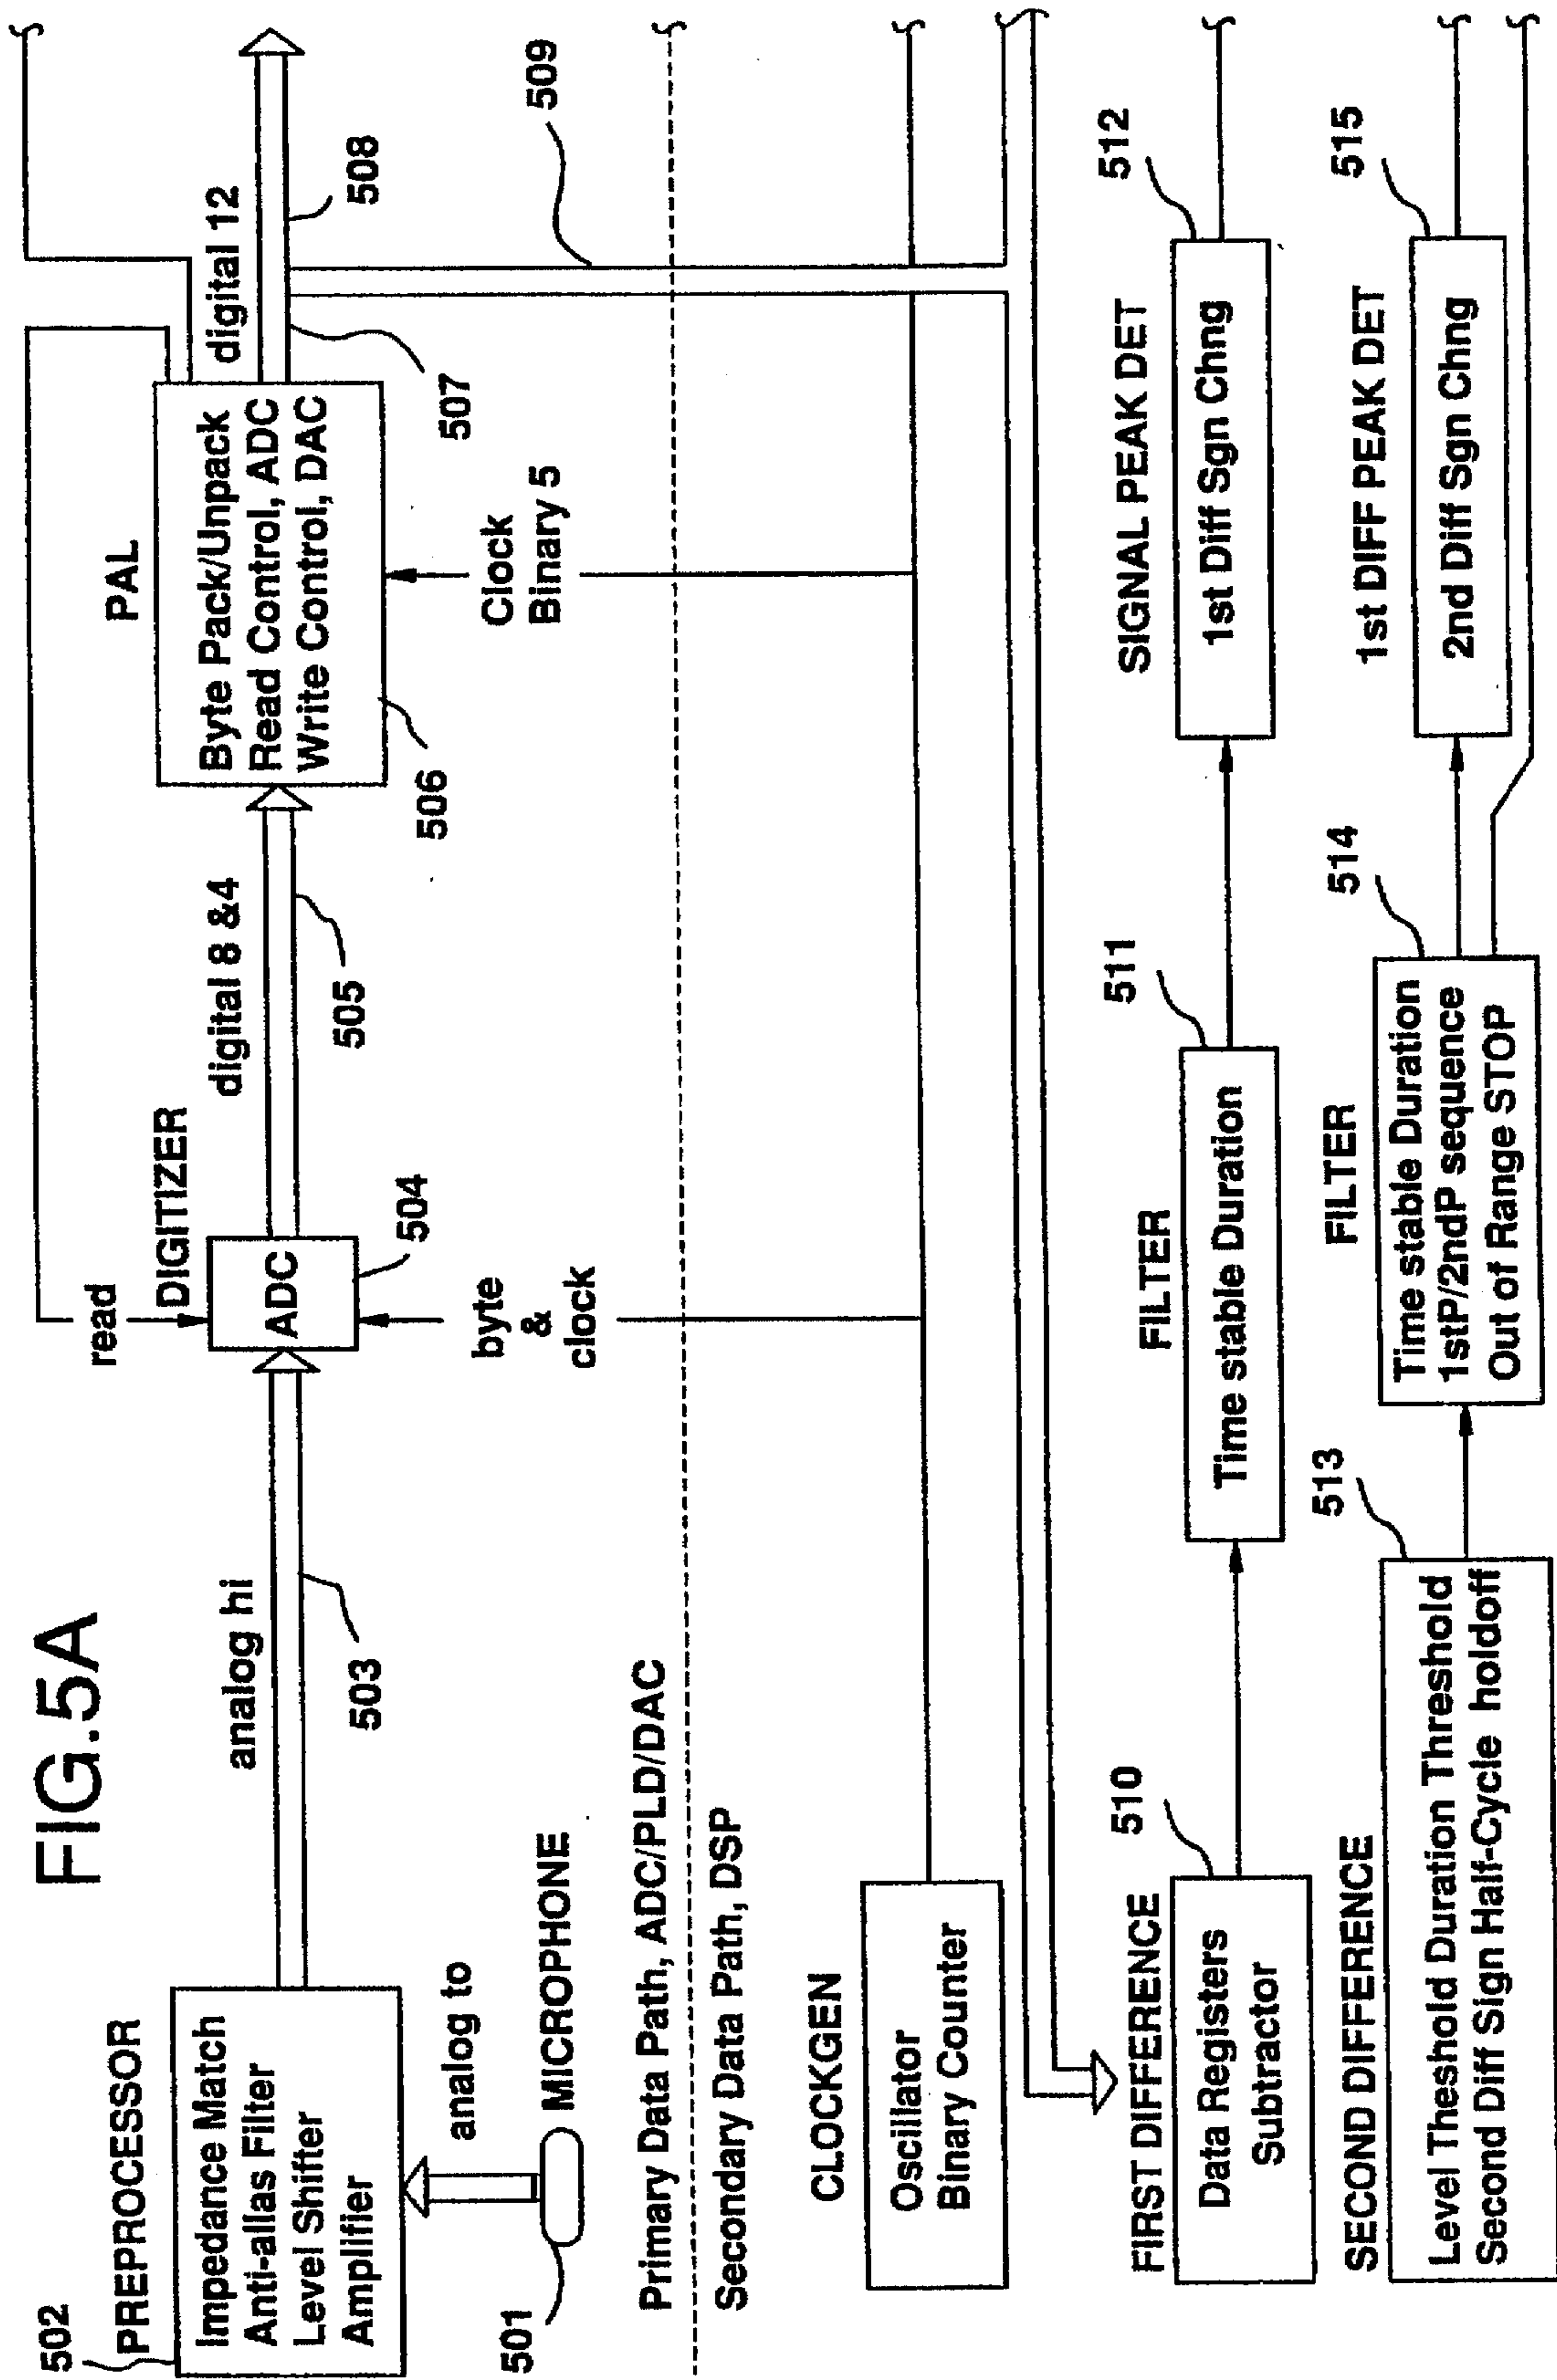 FIG.5A
502
PREPROCESSOR
Impedance Match
Anti-alias Filter
Level Shifter
Amplifier
analog to
501
MICROPHONE
analog hi
503
read
DIGITIZER
ADC
504
byte
&
clock
digital 8 &4
505
PAL
Byte Pack/Unpack
Read Control, ADC
Write Control, DAC
506
Clock
Binary 5
digital 12
507
508
509
Primary Data Path, ADC/PLD/DAC
Secondary Data Path, DSP
CLOCKGEN
Oscillator
Binary Counter
FIRST DIFFERENCE
510
Data Registers
Subtractor
FILTER
511
Time stable Duration
SIGNAL PEAK DET
512
1st Diff Sgn Chng
SECOND DIFFERENCE
513
Level Theshold Duration Threshold
Second Diff Sign Half-Cycle holdoff
FILTER
514
Time stable Duration
1stP/2ndP sequence
Out of Range STOP
1st DIFF PEAK DET
515
2nd Diff Sgn Chng